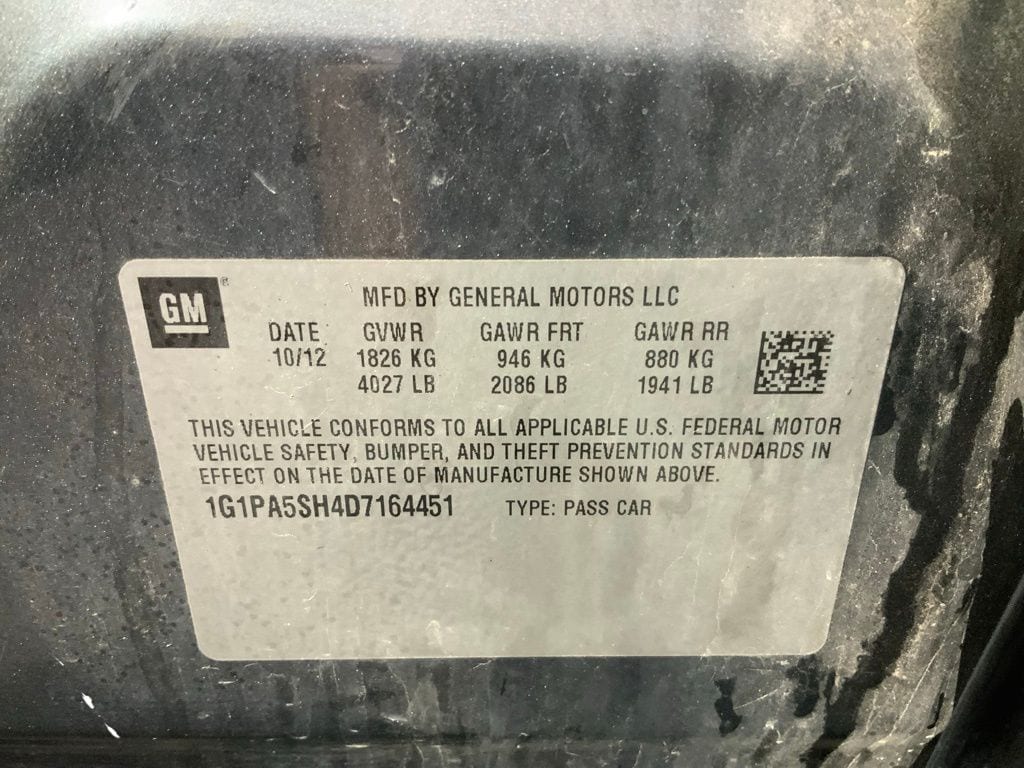 GM
MFD BY GENERAL MOTORS LLC
DATE GVWR GAWR FRT GAWR RR
10/12 1826 KG 946 KG 880 KG
4027 LB 2086 LB 1941 LB
THIS VEHICLE CONFORMS TO ALL APPLICABLE U.S. FEDERAL MOTOR
VEHICLE SAFETY, BUMPER, AND THEFT PREVENTION STANDARDS IN
EFFECT ON THE DATE OF MANUFACTURE SHOWN ABOVE.
1G1PA5SH4D7164451 TYPE: PASS CAR